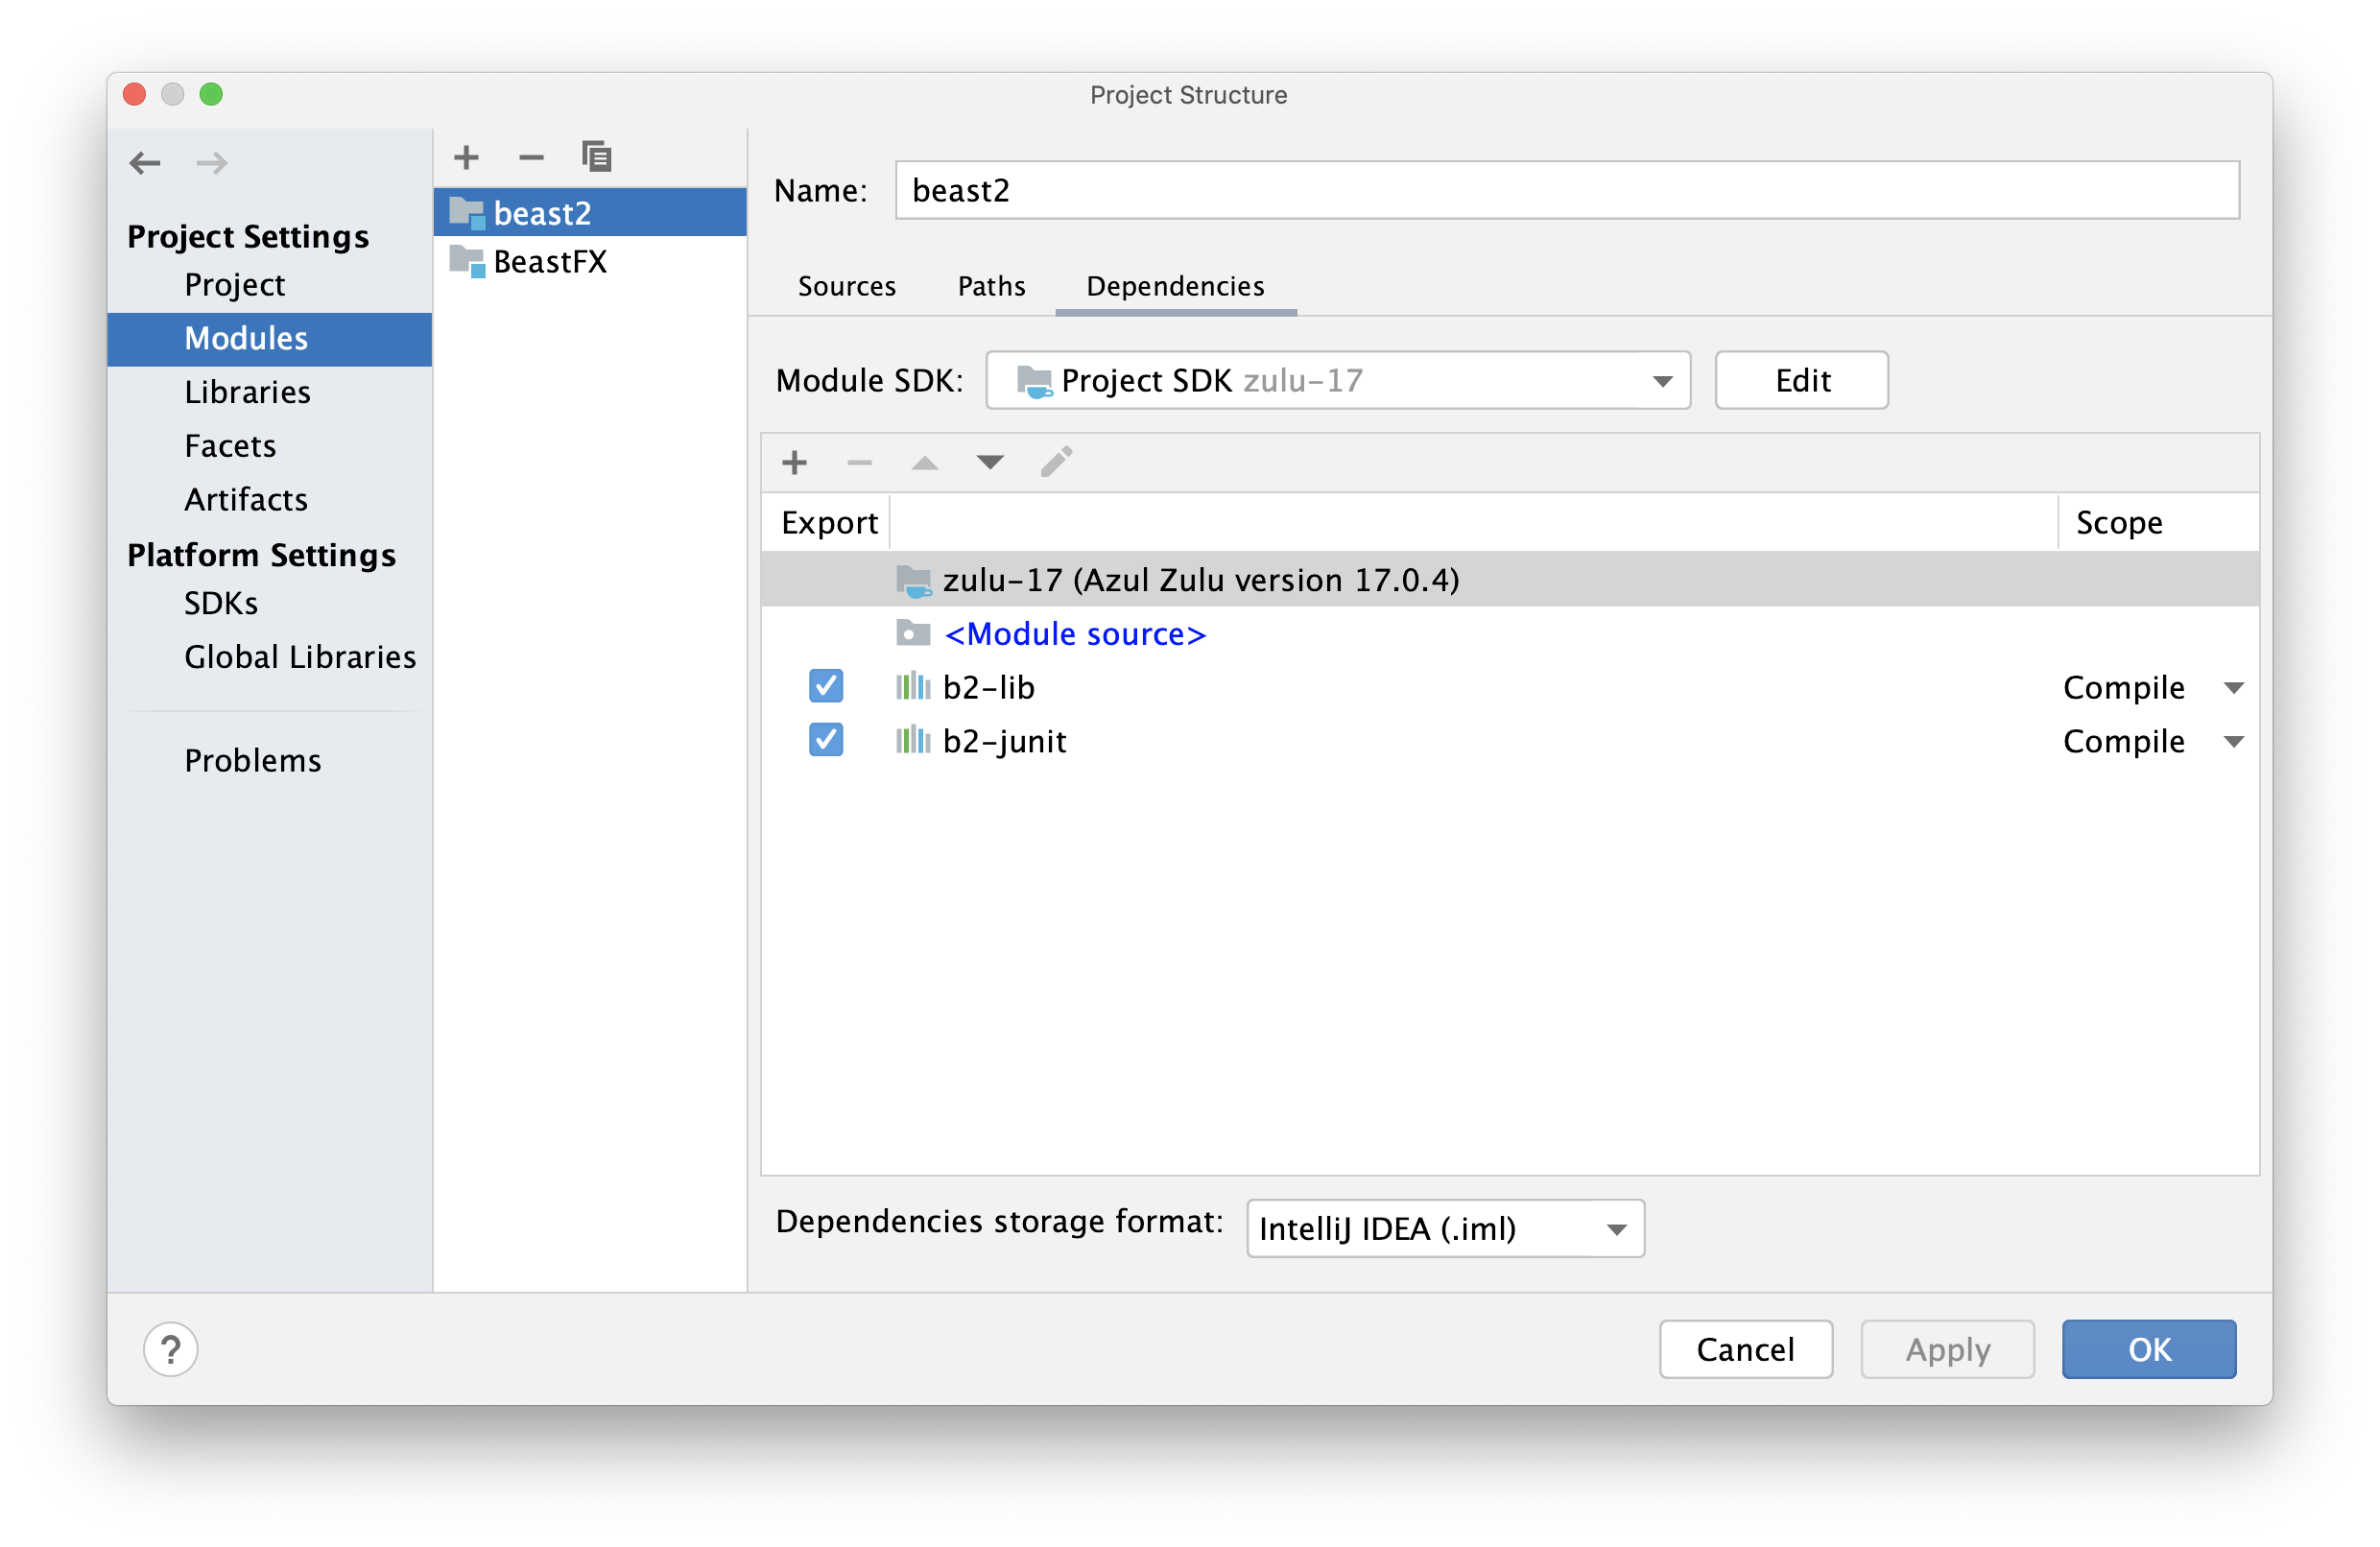 Project Structure
Project Settings
Project
Modules
Libraries
Facets
Artifacts
Platform Settings
SDKs
Global Libraries
Problems
beast2
BeastFX
Name: beast2
Sources Paths Dependencies
Module SDK: Project SDK zulu-17 Edit
Export Scope
zulu-17 (Azul Zulu version 17.0.4)
<Module source>
b2-lib Compile
b2-junit Compile
Dependencies storage format: IntelliJ IDEA (.iml)
? Cancel Apply OK